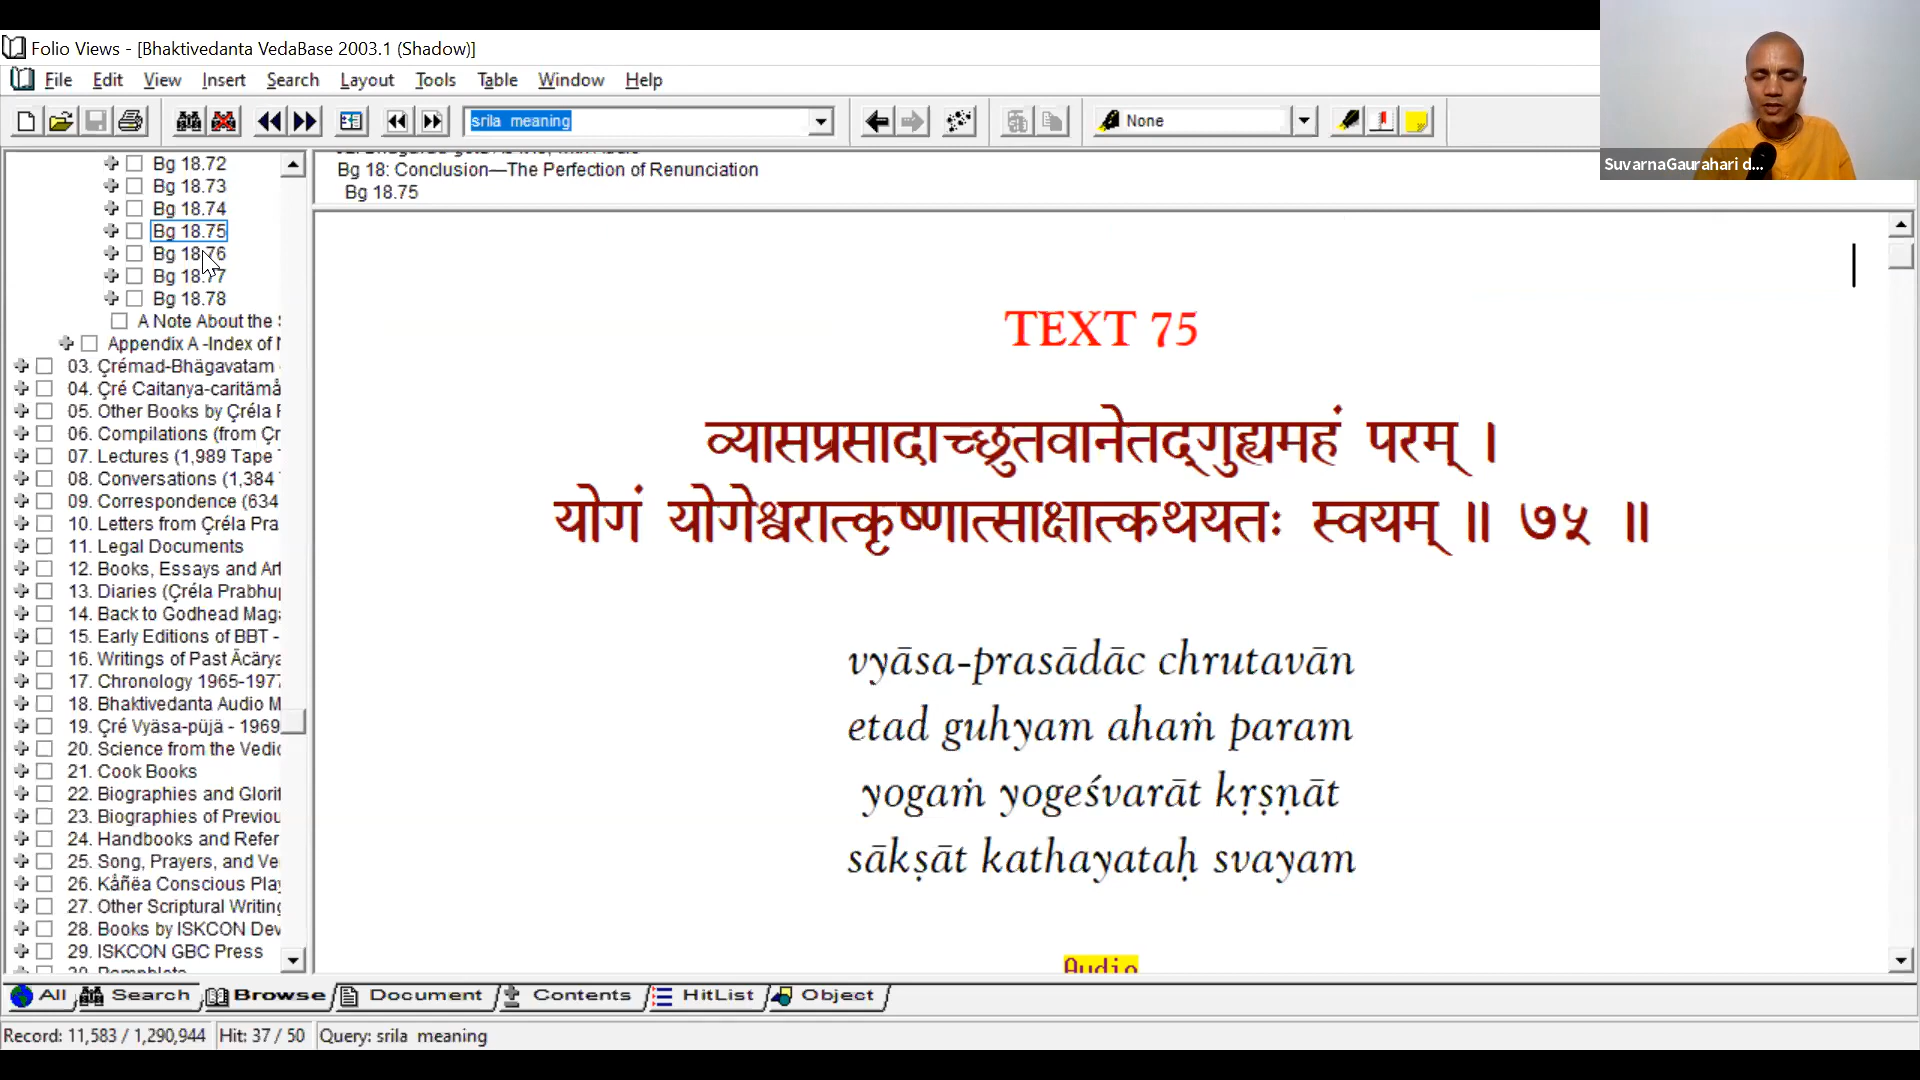 Folio Views - [Bhaktivedanta VedaBase 2003.1 (Shadow)]
File Edit View Insert Search Layout Tools Table Window Help
srila meaning
None
SuvarnaGaurahari d...
Bg 18: Conclusion—The Perfection of Renunciation
Bg 18.75
Bg 18.72
Bg 18.73
Bg 18.74
Bg 18.75
Bg 18.76
Bg 18.77
Bg 18.78
A Note About the
Appendix A -Index of
03. Çrémad-Bhägavatam
04. Çré Caitanya-caritämå
05. Other Books by Çréla
06. Compilations (from Çr
07. Lectures (1,989 Tape
08. Conversations (1,384
09. Correspondence (634
10. Letters from Çréla Pra
11. Legal Documents
12. Books, Essays and Art
13. Diaries (Çréla Prabhu
14. Back to Godhead Maga
15. Early Editions of BBT -
16. Writings of Past Äcärya
17. Chronology 1965-1977
18. Bhaktivedanta Audio M
19. Çré Vyäsa-püjä - 1969
20. Science from the Vedic
21. Cook Books
22. Biographies and Glorif
23. Biographies of Previou
24. Handbooks and Refer
25. Song, Prayers, and Ve
26. Kåñëa Conscious Play
27. Other Scriptural Writing
28. Books by ISKCON Dev
29. ISKCON GBC Press
TEXT 75
व्यासप्रसादाच्छ्रुतवानेतद्‍गुह्यमहं परम् ।
योगं योगेश्वरात्कृष्णात्साक्षात्कथयतः स्वयम् ॥ ७५ ॥
vyāsa-prasādāc chrutavān
etad guhyam ahaṁ param
yogaṁ yogeśvarāt kṛṣṇāt
sākṣāt kathayataḥ svayam
Audio
All Search Browse Document Contents HitList Object
Record: 11,583 / 1,290,944 Hit: 37 / 50 Query: srila meaning